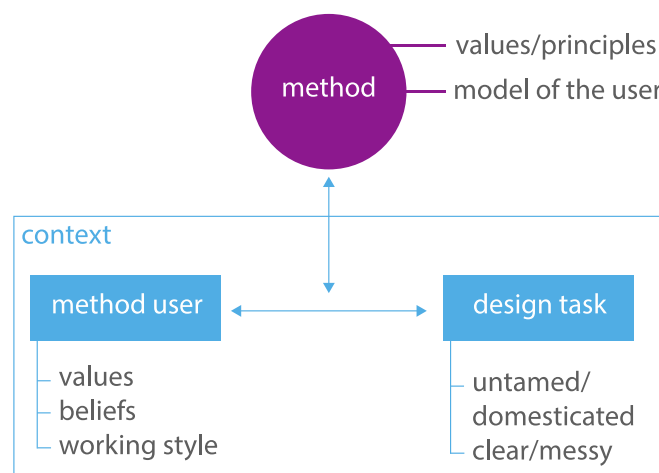 values/principles
method
model of the user
context
method user
design task
values
beliefs
working style
untamed/
domesticated
clear/messy